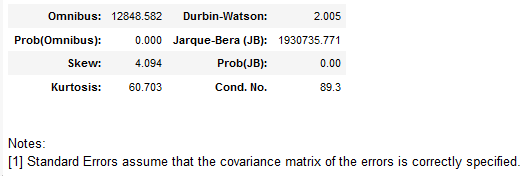 Omnibus: 12848.582 Durbin-Watson: 2.005
Prob(Omnibus): 0.000 Jarque-Bera (JB): 1930735.771
Skew: 4.094 Prob(JB): 0.00
Kurtosis: 60.703 Cond. No. 89.3
Notes:
[1] Standard Errors assume that the covariance matrix of the errors is correctly specified.